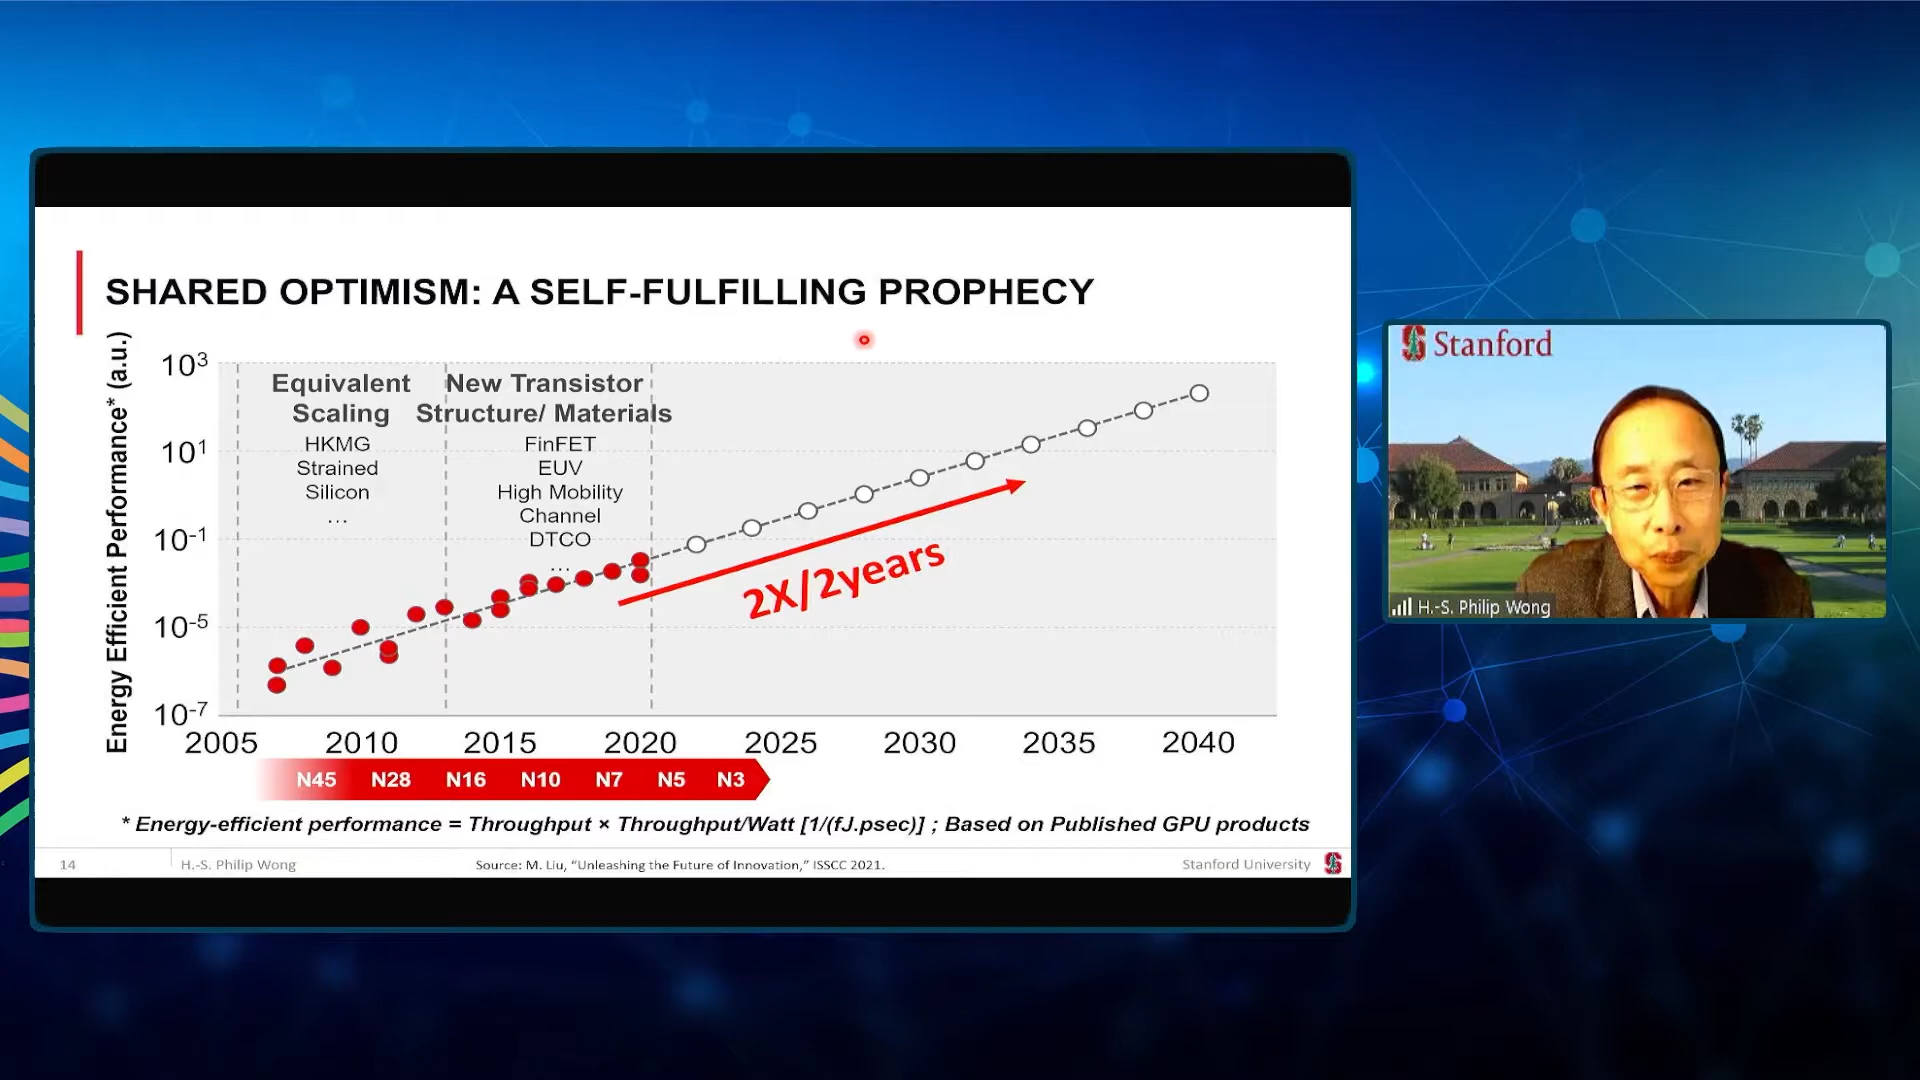 SHARED OPTIMISM: A SELF-FULFILLING PROPHECY
Energy Efficient Performance* (a.u.)
10³
10¹
10⁻¹
10⁻⁵
10⁻⁷
Equivalent
Scaling
HKMG
Strained
Silicon
...
New Transistor
Structure/ Materials
FinFET
EUV
High Mobility
Channel
DTCO
...
2X/2years
2005 2010 2015 2020 2025 2030 2035 2040
N45 N28 N16 N10 N7 N5 N3
* Energy-efficient performance = Throughput × Throughput/Watt [1/(fJ.psec)] ; Based on Published GPU products
14 H.-S. Philip Wong Source: M. Liu, “Unleashing the Future of Innovation,” ISSCC 2021. Stanford University
Stanford
H.-S. Philip Wong